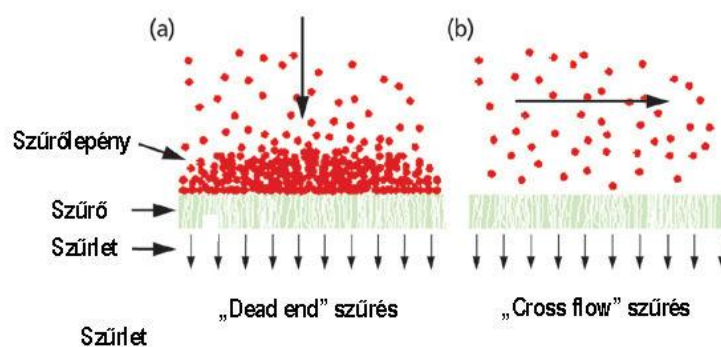 (a)
(b)
Szűrőlepény
Szűrő
Szűrlet
„Dead end” szűrés
„Cross flow” szűrés
Szűrlet